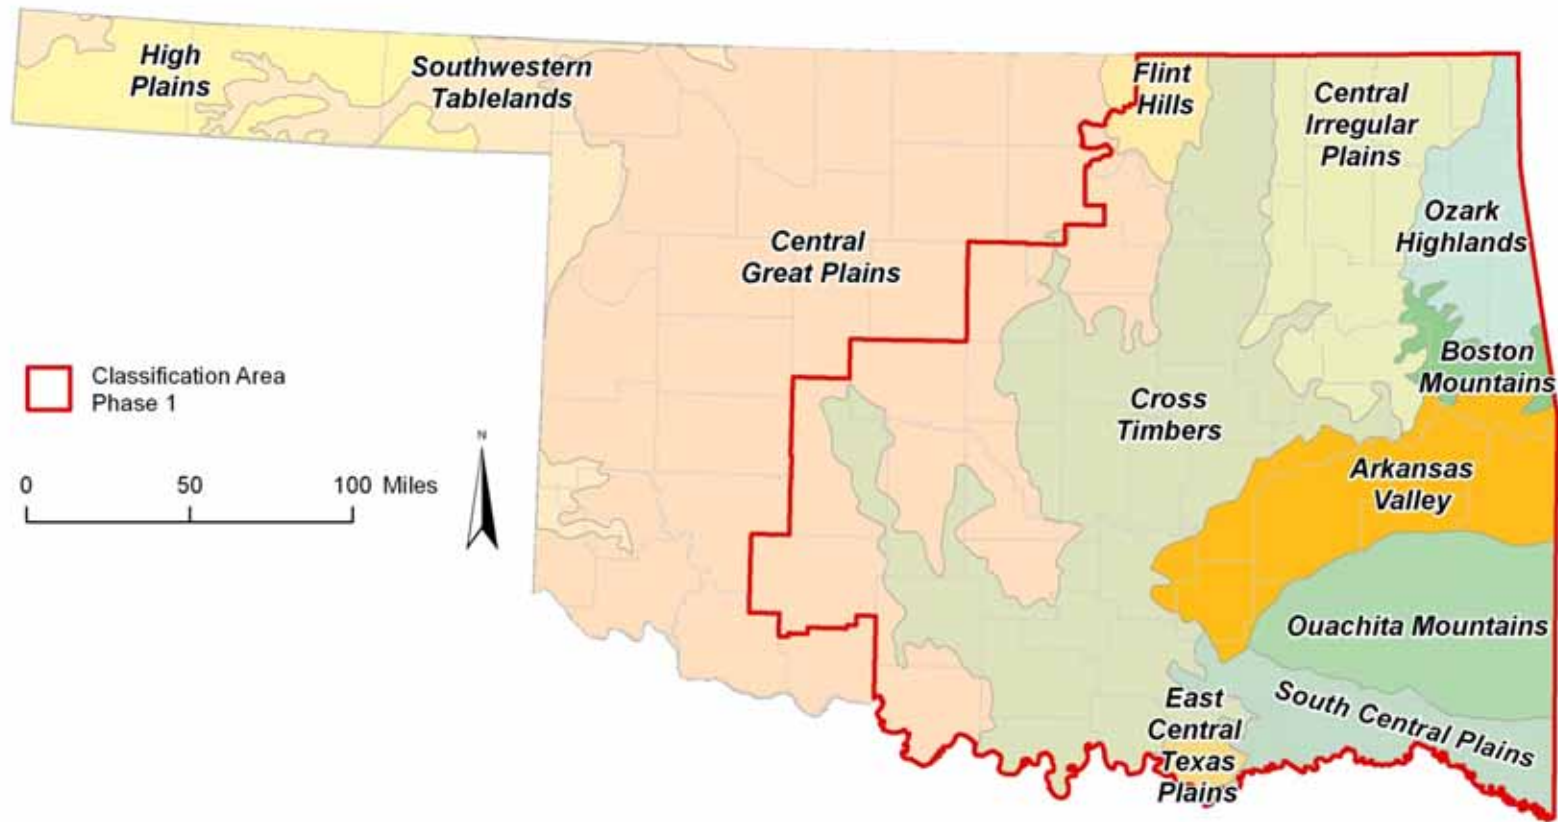 High
Plains
Southwestern
Tablelands
Flint
Hills
Central
Irregular
Plains
Ozark
Highlands
Central
Great Plains
Boston
Mountains
Classification Area
Phase 1
Cross
Timbers
N
0 50 100 Miles
Arkansas
Valley
Ouachita Mountains
East
Central
Texas
Plains
South Central Plains